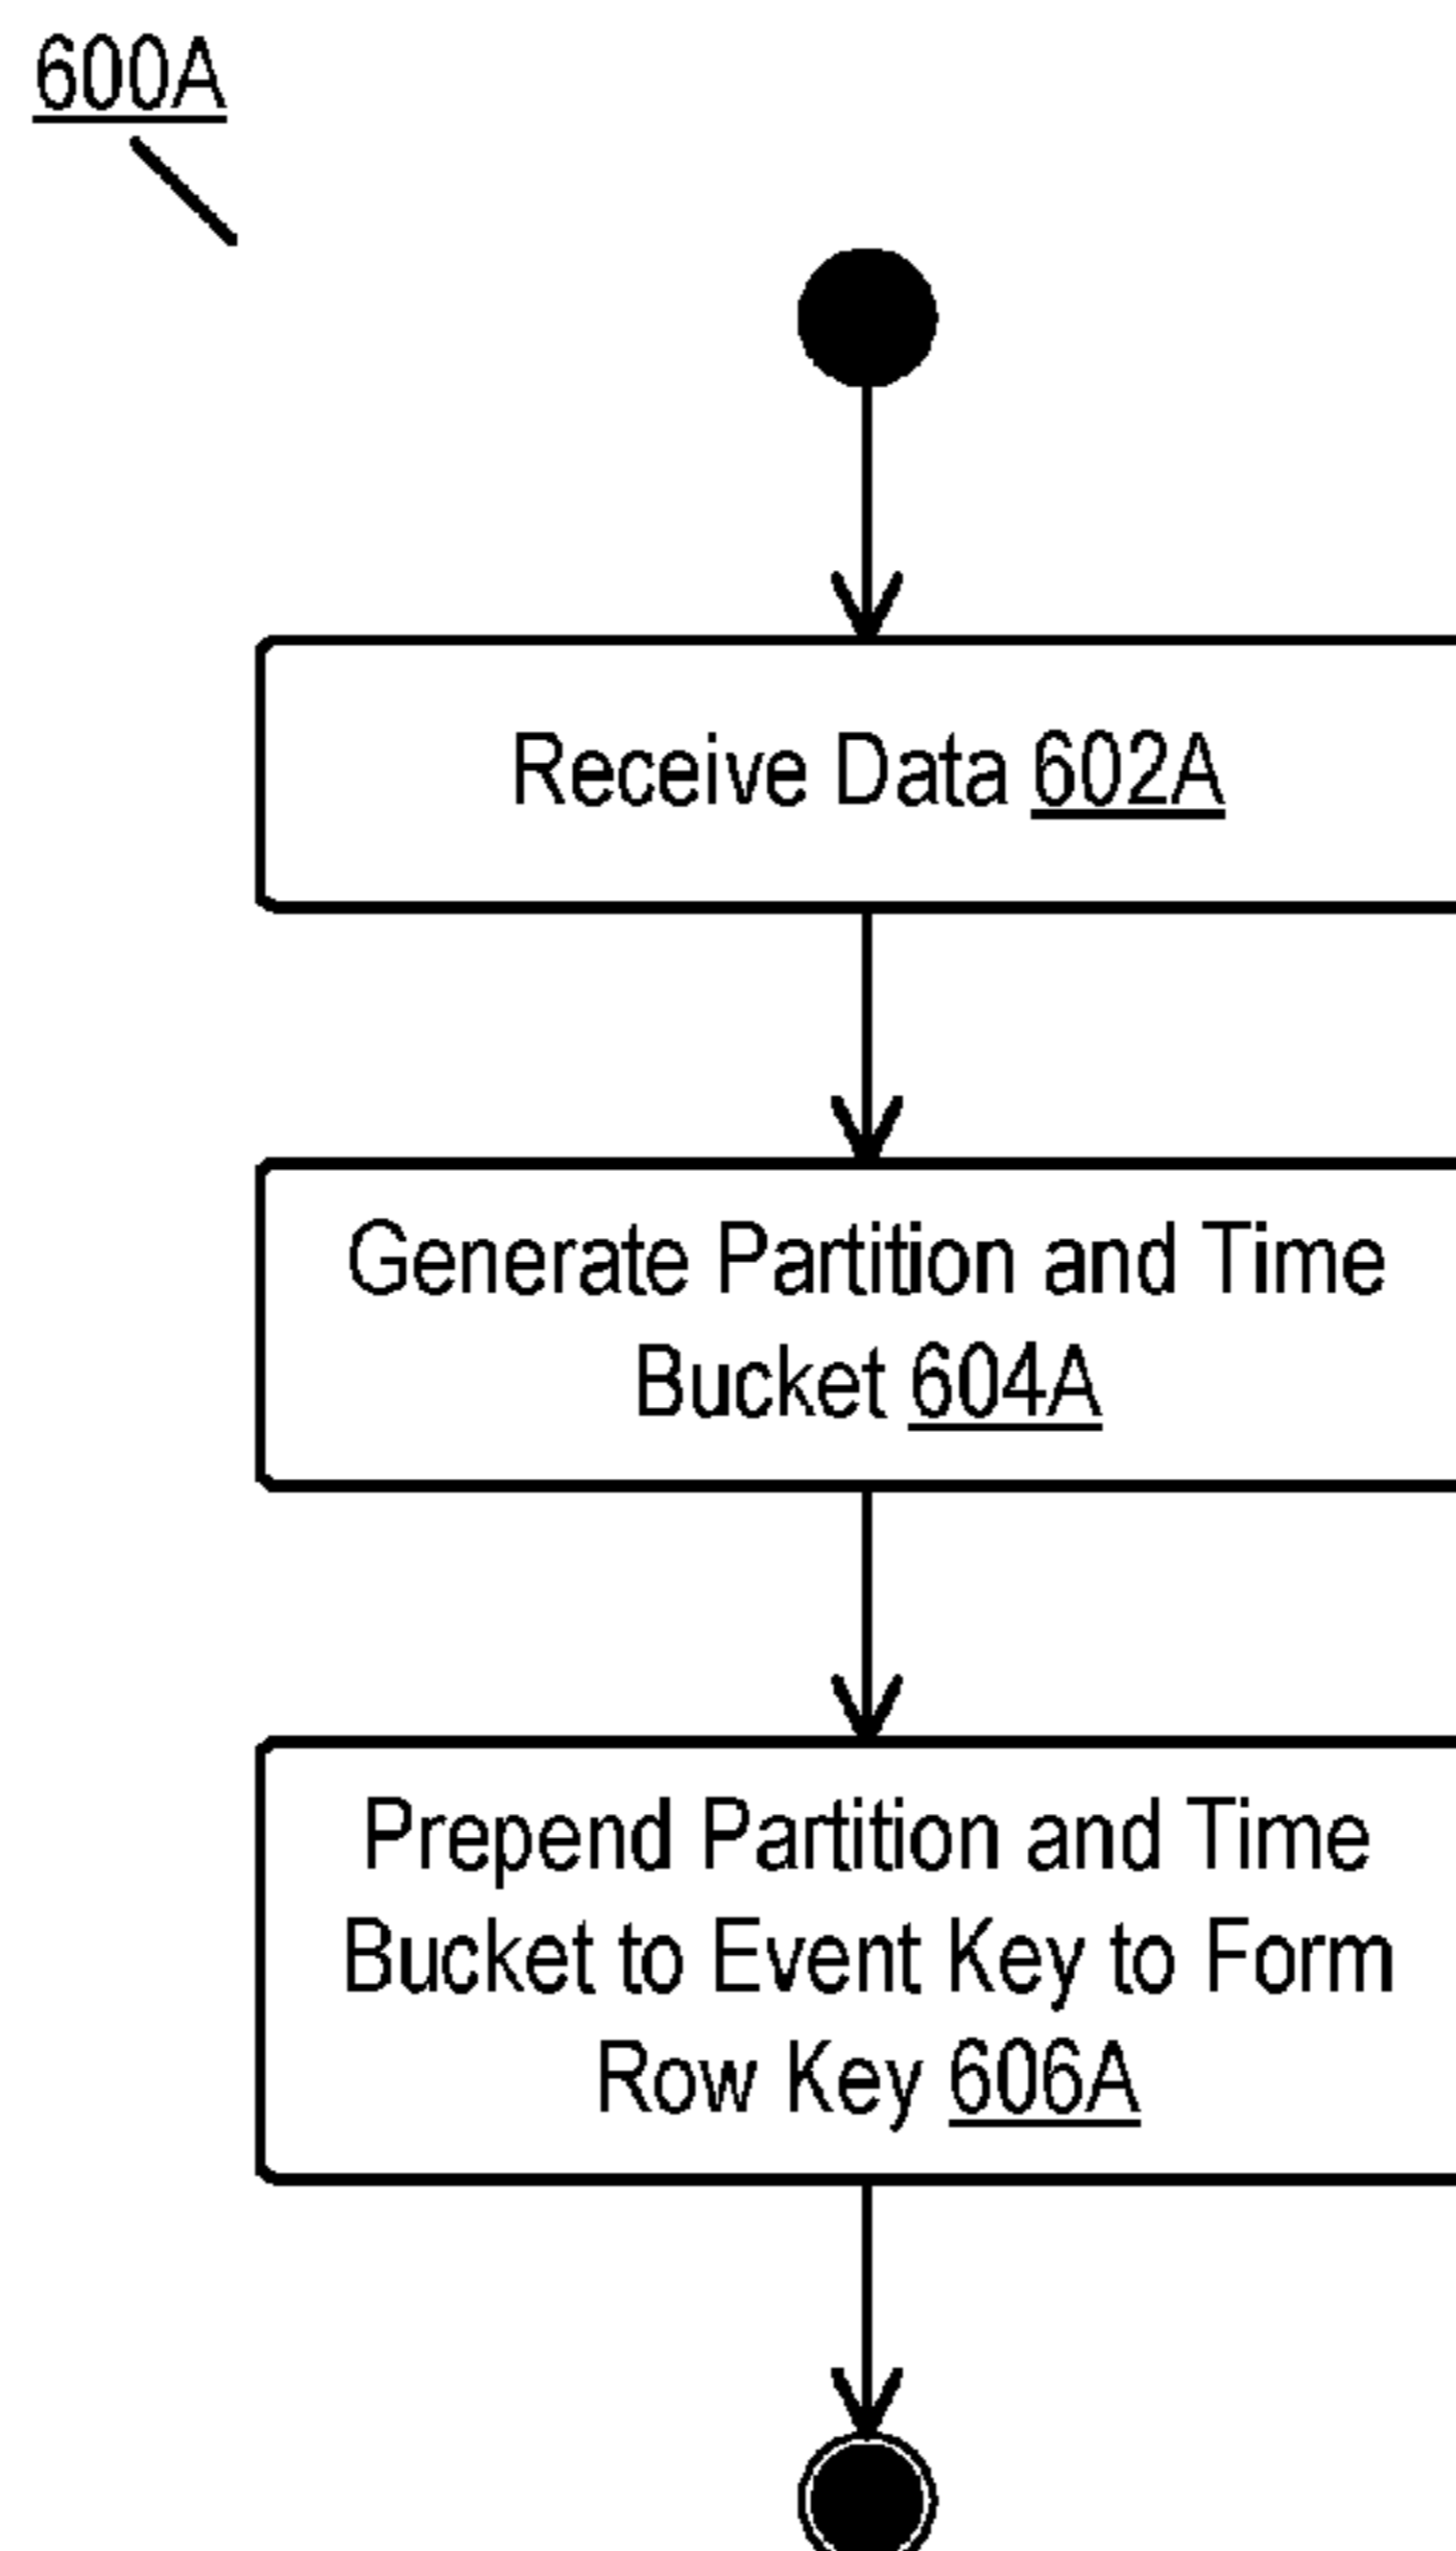 600A
Receive Data 602A
Generate Partition and Time
Bucket 604A
Prepend Partition and Time
Bucket to Event Key to Form
Row Key 606A